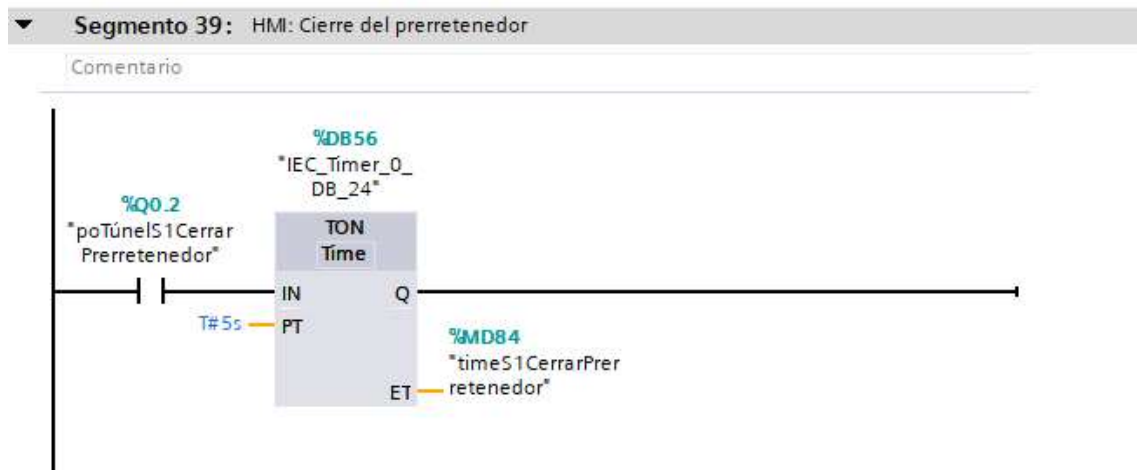 Segmento 39: HMI: Cierre del prerretenedor
Comentario
%DB56
"IEC_Timer_0_
DB_24"
%Q0.2
"poTúnelS1Cerrar
Prerretenedor"
TON
Time
IN
Q
T#5s
PT
%MD84
"timeS1CerrarPrer
retenedor"
ET